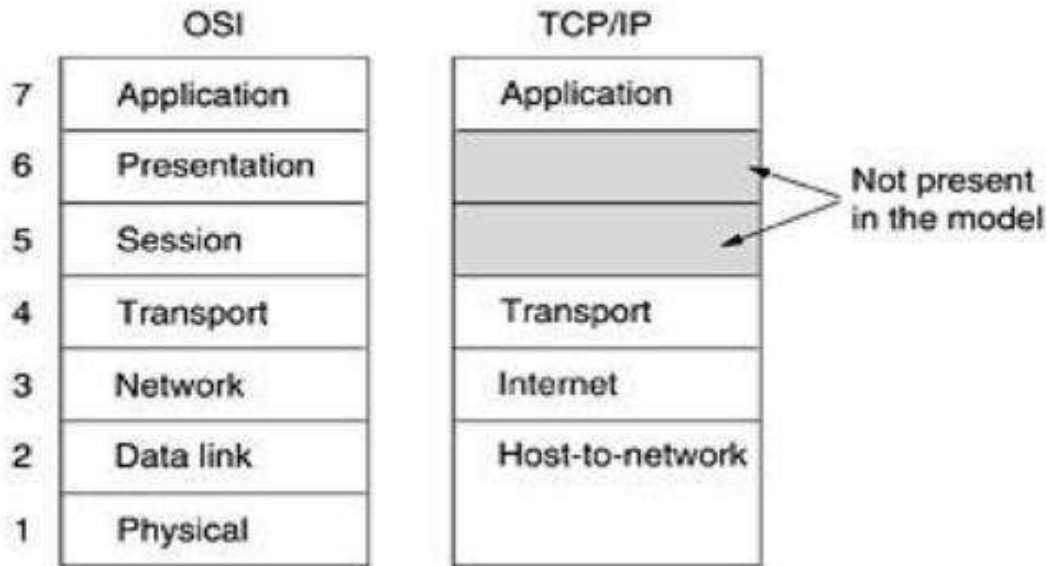 OSI TCP/IP
7 Application Application
6 Presentation
Not present
in the model
5 Session
4 Transport Transport
3 Network Internet
2 Data link Host-to-network
1 Physical